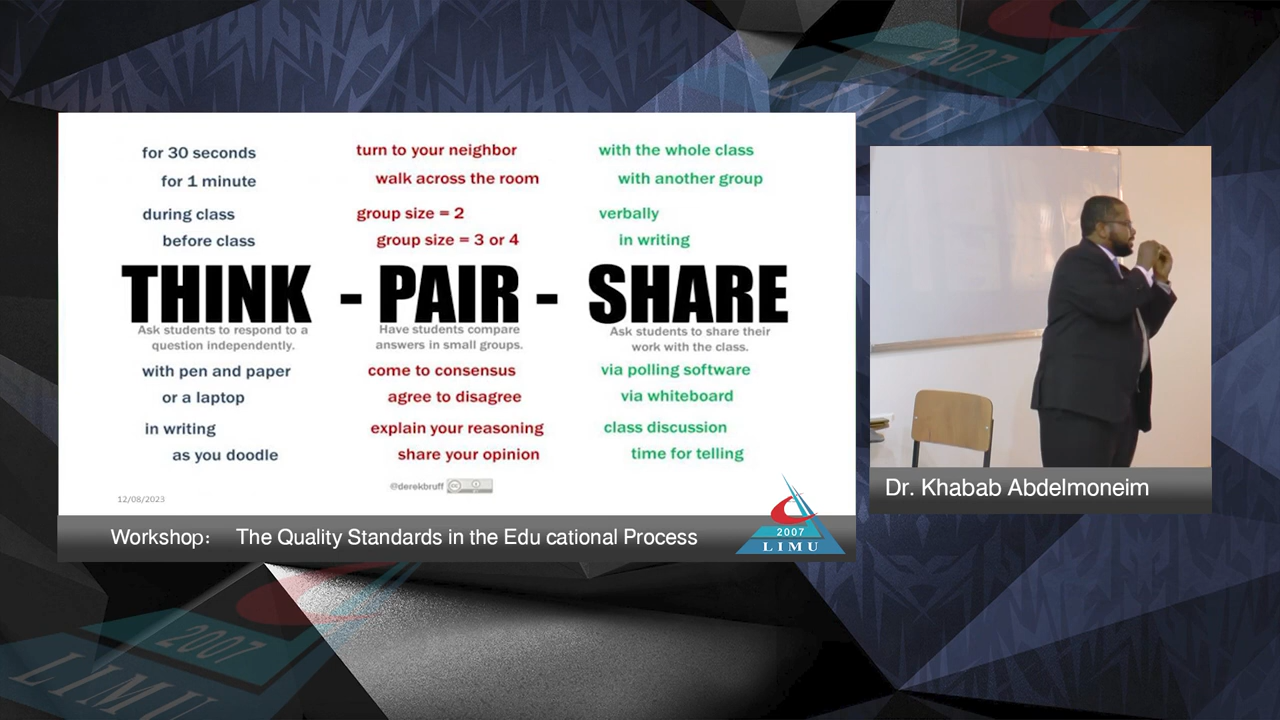 for 30 seconds
for 1 minute
during class
before class
turn to your neighbor
walk across the room
group size = 2
group size = 3 or 4
with the whole class
with another group
verbally
in writing
THINK - PAIR - SHARE
Ask students to respond to a
question independently.
Have students compare
answers in small groups.
Ask students to share their
work with the class.
with pen and paper
or a laptop
in writing
as you doodle
come to consensus
agree to disagree
explain your reasoning
share your opinion
via polling software
via whiteboard
class discussion
time for telling
@derekbruff
12/08/2023
Workshop: The Quality Standards in the Edu cational Process
2007
LIMU
Dr. Khabab Abdelmoneim
2007
LIMU
2007
LIMU